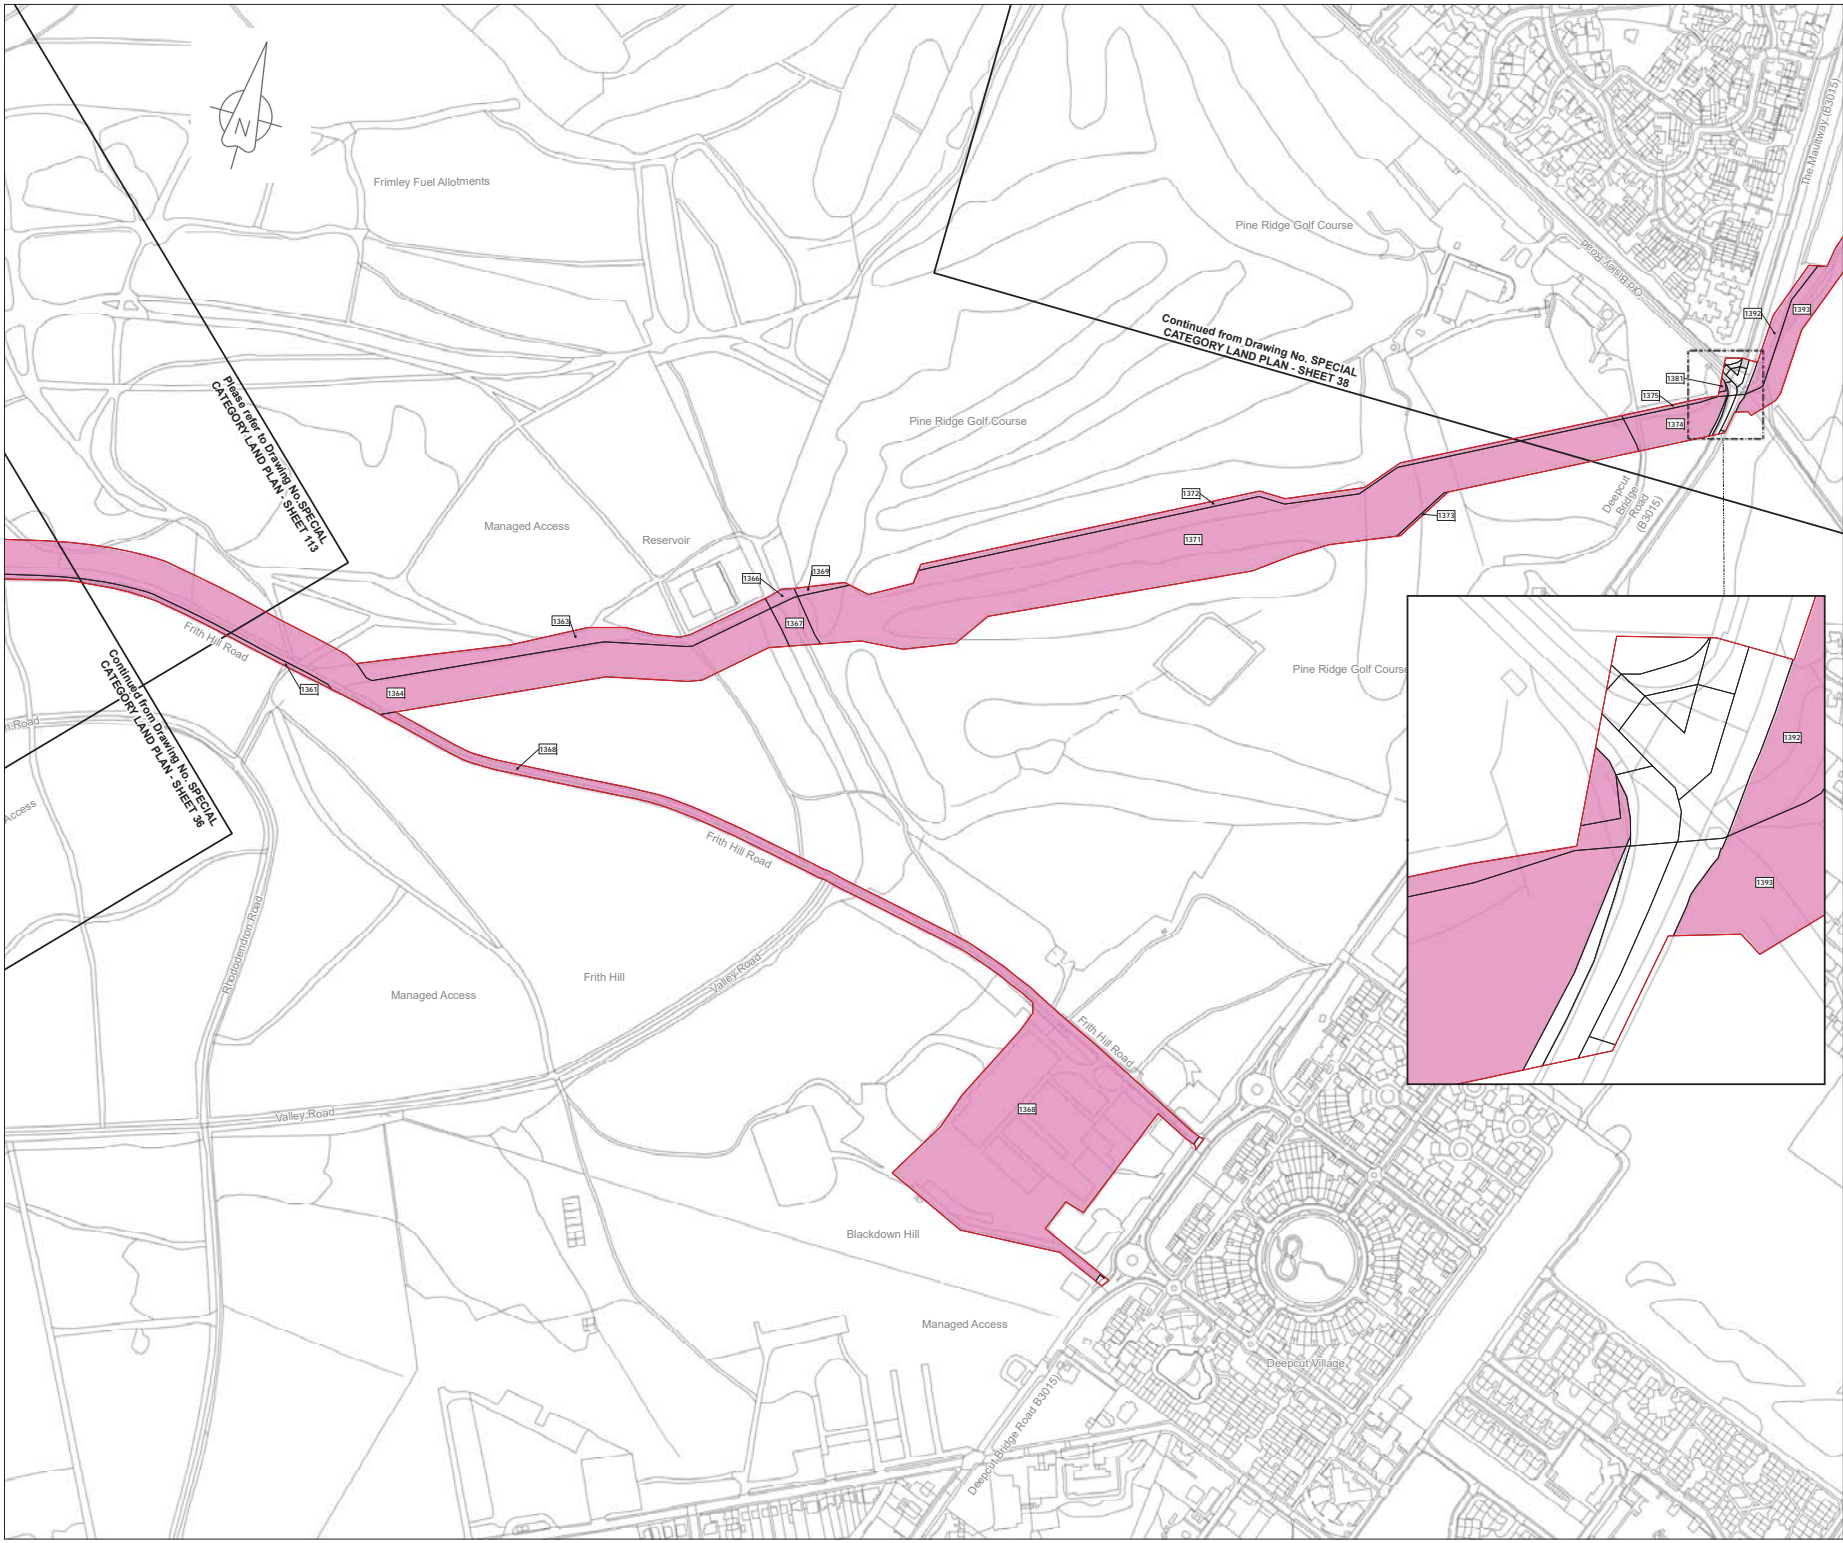 N
Frimley Fuel Allotments
Pine Ridge Golf Course
The Maultway (B3015)
Old Bisley Road
Continued from Drawing No. SPECIAL
CATEGORY LAND PLAN - SHEET 38
1392
1393
1381
1375
1374
Please refer to Drawing No.SPECIAL
CATEGORY LAND PLAN - SHEET 113
Pine Ridge Golf Course
Managed Access
Reservoir
1372
1373
1371
Deepcut
Bridge
Road
(B3015)
1366
1369
1363
1367
Frith Hill Road
1361
1364
Pine Ridge Golf Course
Continued from Drawing No. SPECIAL
CATEGORY LAND PLAN - SHEET 36
Road
1368
1392
Access
Frith Hill Road
1393
Rhododendron Road
Valley Road
Frith Hill
Managed Access
Frith Hill Road
Valley Road
1368
Blackdown Hill
Managed Access
Deepcut Village
Deepcut Bridge Road B3015)